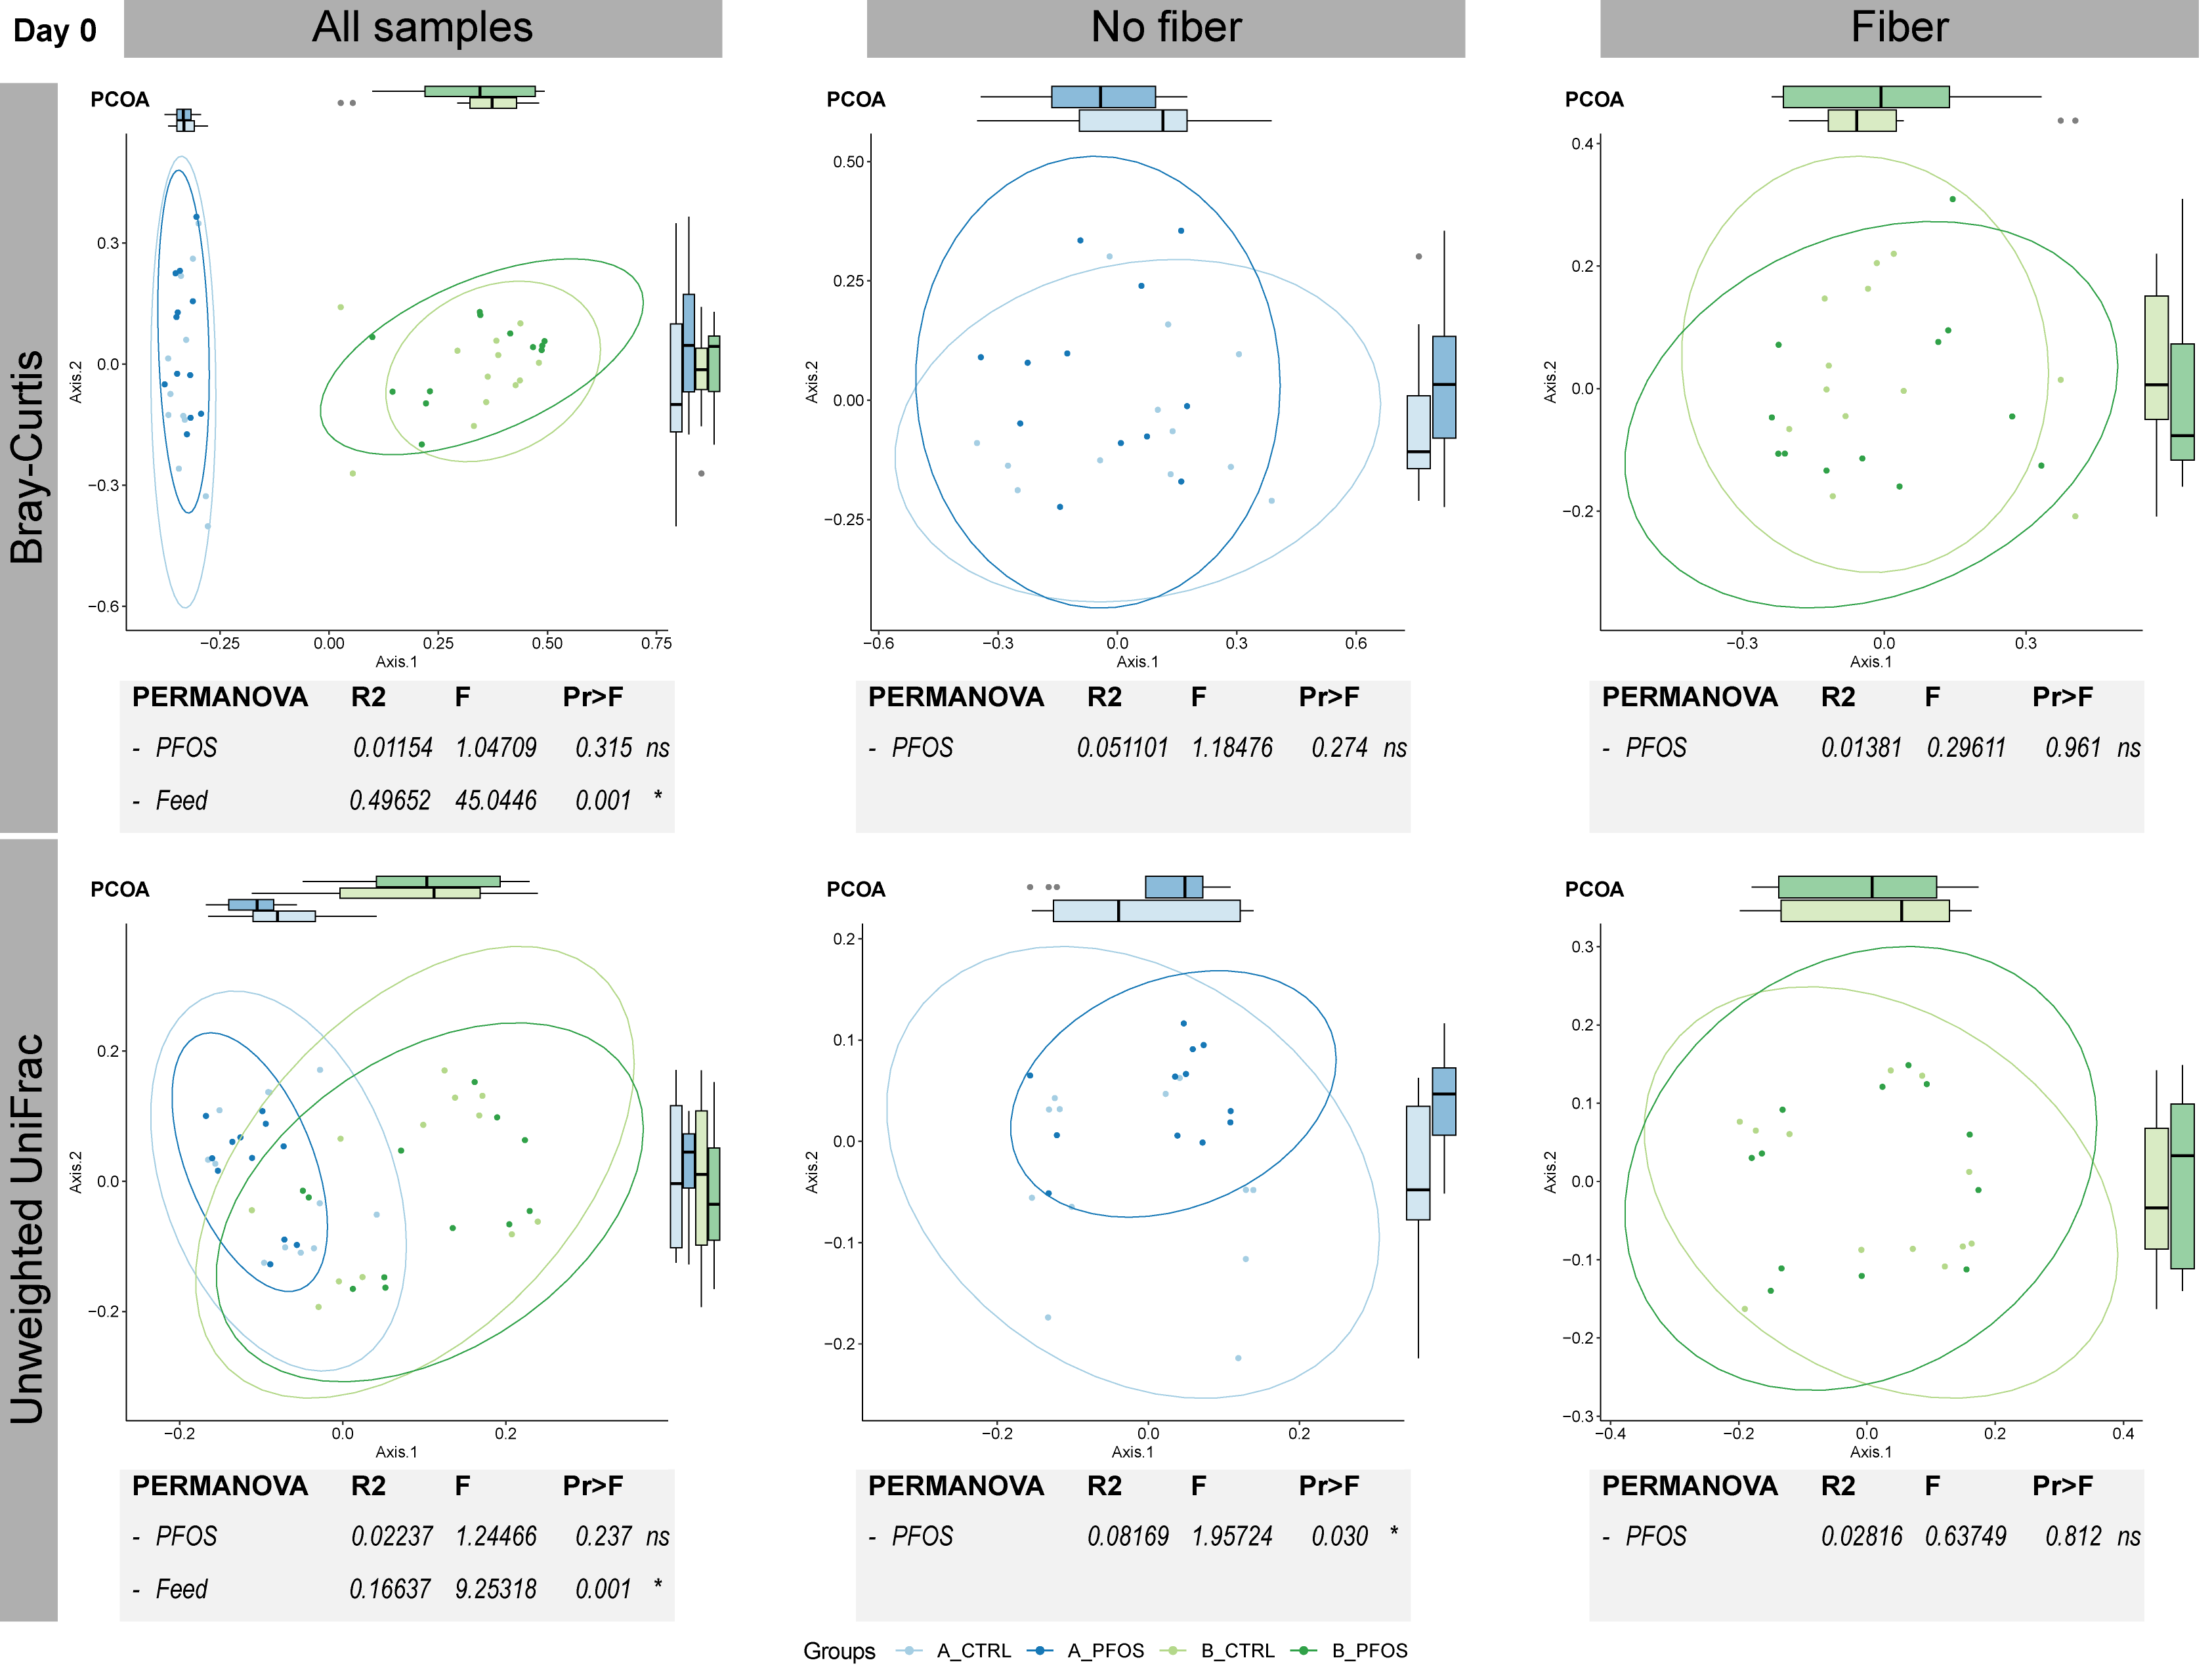 Day 0
All samples
No fiber
Fiber
Bray-Curtis
PCOA
0.3
0.0
−0.3
−0.6
Axis.2
−0.25
0.00
0.25
0.50
0.75
Axis.1
PCOA
0.50
0.25
0.00
−0.25
Axis.2
−0.6
−0.3
0.0
0.3
0.6
Axis.1
PCOA
0.4
0.2
0.0
−0.2
Axis.2
−0.3
0.0
0.3
Axis.1
PERMANOVA R2 F Pr>F
- PFOS 0.01154 1.04709 0.315 ns
- Feed 0.49652 45.0446 0.001 *
PERMANOVA R2 F Pr>F
- PFOS 0.051101 1.18476 0.274 ns
PERMANOVA R2 F Pr>F
- PFOS 0.01381 0.29611 0.961 ns
Unweighted UniFrac
PCOA
0.2
0.0
−0.2
Axis.2
−0.2
0.0
0.2
Axis.1
PCOA
0.2
0.1
0.0
−0.1
−0.2
Axis.2
−0.2
0.0
0.2
Axis.1
PCOA
0.3
0.2
0.1
0.0
−0.1
−0.2
−0.3
Axis.2
−0.4
−0.2
0.0
0.2
0.4
Axis.1
PERMANOVA R2 F Pr>F
- PFOS 0.02237 1.24466 0.237 ns
- Feed 0.16637 9.25318 0.001 *
PERMANOVA R2 F Pr>F
- PFOS 0.08169 1.95724 0.030 *
PERMANOVA R2 F Pr>F
- PFOS 0.02816 0.63749 0.812 ns
Groups A_CTRL A_PFOS B_CTRL B_PFOS